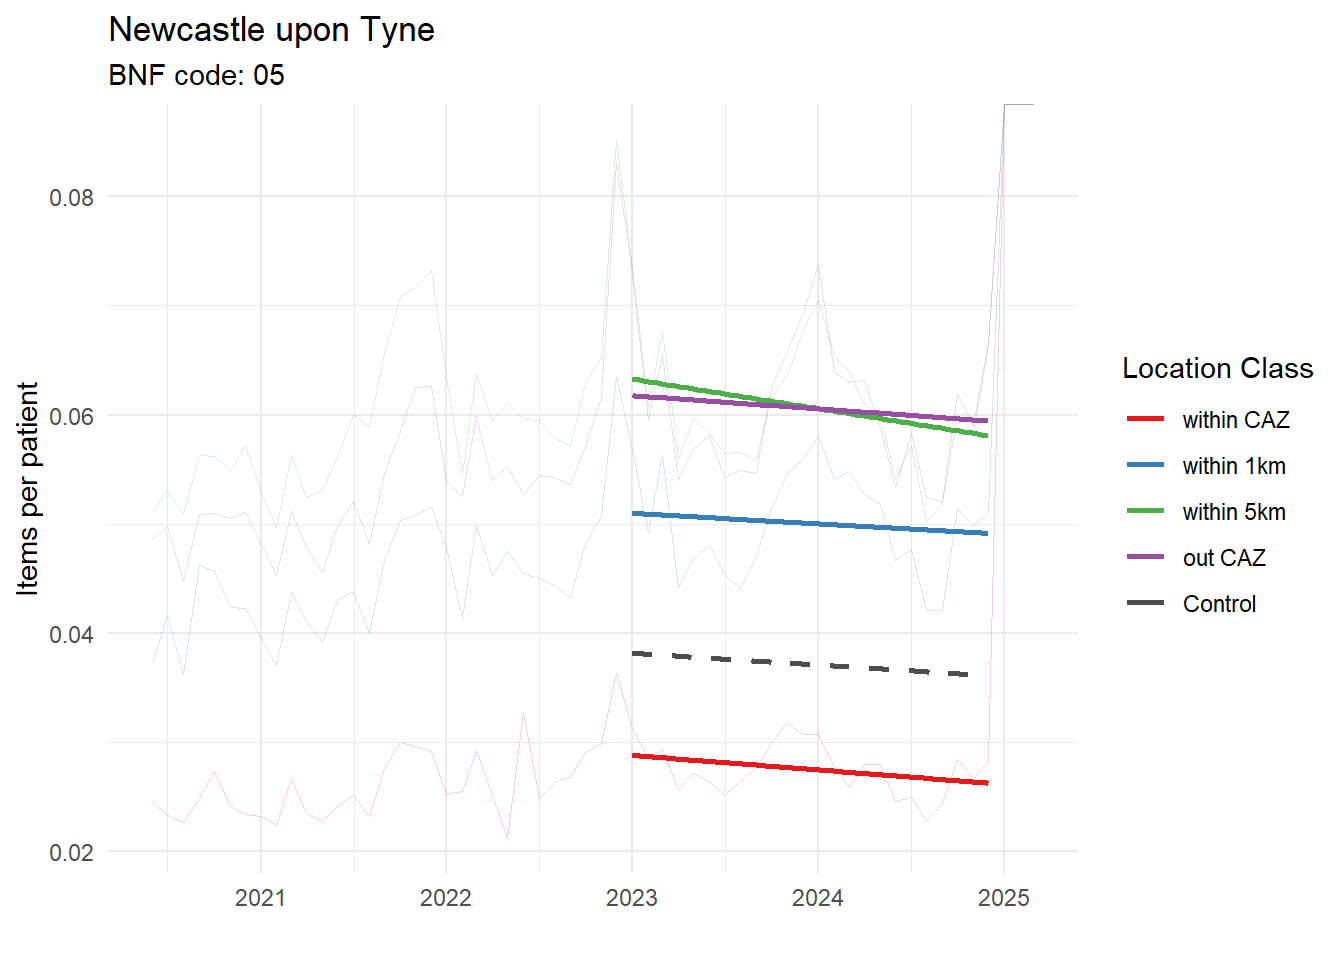 Newcastle upon Tyne
BNF code: 05
Items per patient
0.08
0.06
0.04
0.02
2021
2022
2023
2024
2025
Location Class
within CAZ
within 1km
within 5km
out CAZ
Control